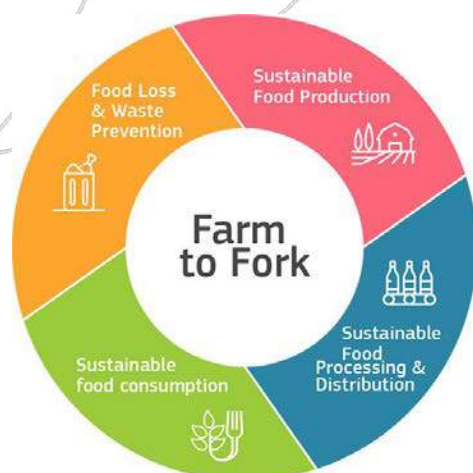 Food Loss
& Waste
Prevention
Sustainable
Food Production
Farm
to Fork
Sustainable
Food
Processing &
Distribution
Sustainable
food consumption